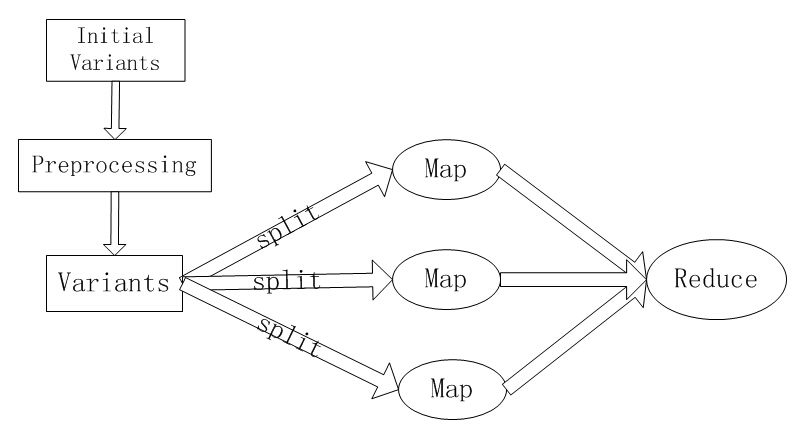 Initial
Variants
Preprocessing
Variants
split
split
split
Map
Map
Map
Reduce